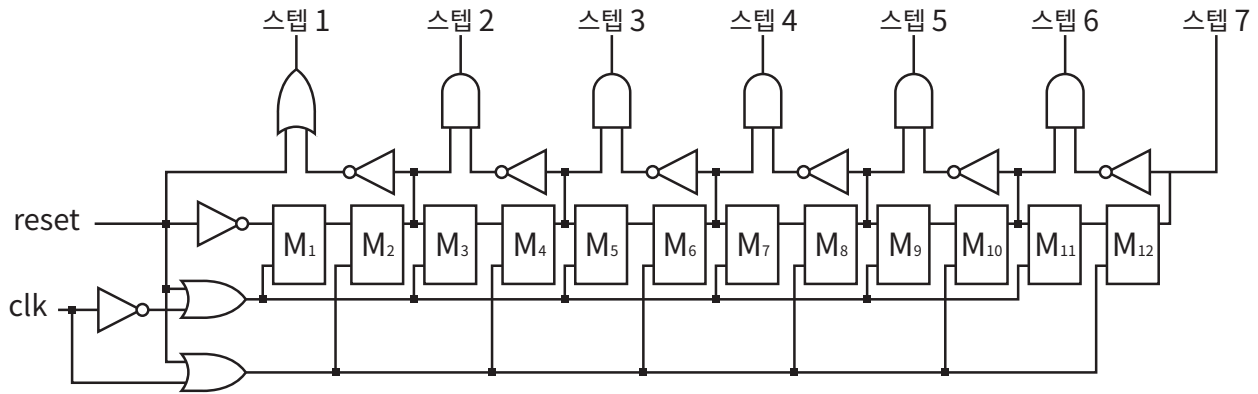 스텝 1 스텝 2 스텝 3 스텝 4 스텝 5 스텝 6 스텝 7
reset
M₁ M₂ M₃ M₄ M₅ M₆ M₇ M₈ M₉ M₁₀ M₁₁ M₁₂
clk